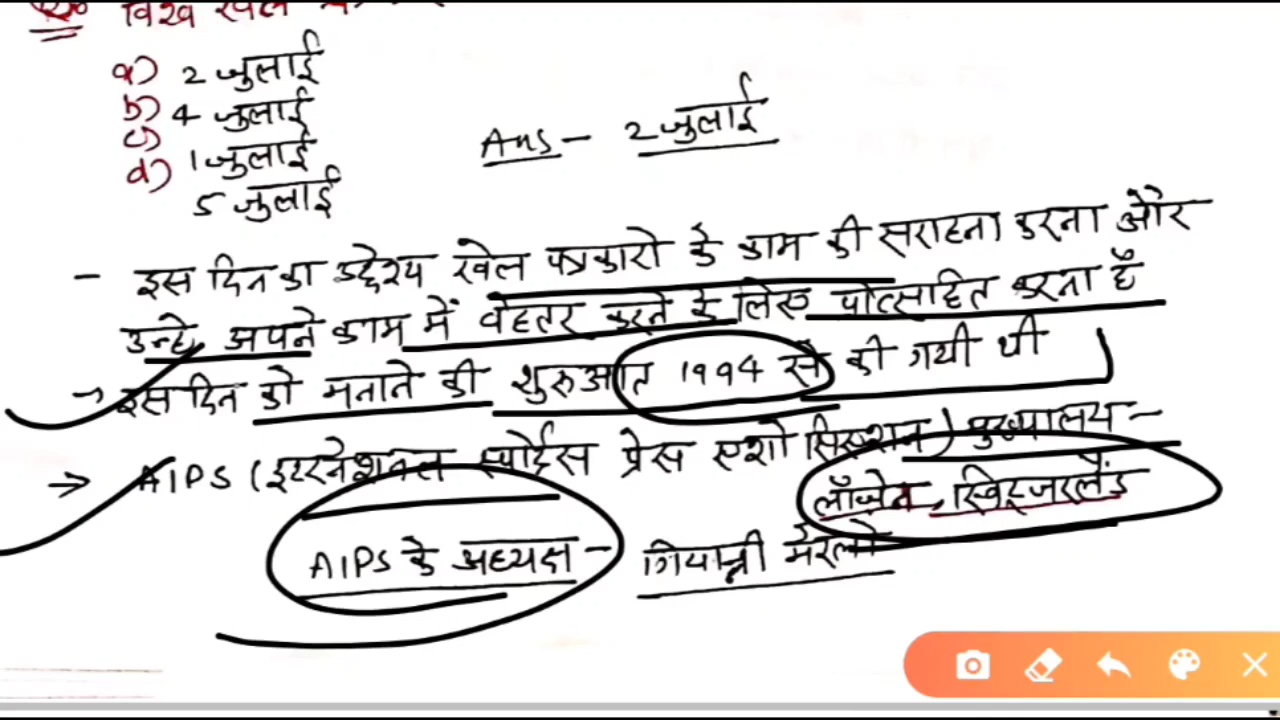 विश्व खेल
a) 2 जुलाई
b) 4 जुलाई
c) 1 जुलाई
d) 5 जुलाई
Ans - 2 जुलाई
- इस दिन का उद्देश्य खेल पत्रकारो के काम की सराहना करना और
उन्हे अपने काम में बेहतर करने के लिए प्रोत्साहित करना है
→ इस दिन को मनाने की शुरुआत 1994 से की गयी थी
→ AIPS (इंटरनेशनल स्पोर्ट्स प्रेस एशोसिएशन) मुख्यालय -
लॉज़ेन, स्विट्जरलैंड
AIPS के अध्यक्ष - गियान्नी मेरलो